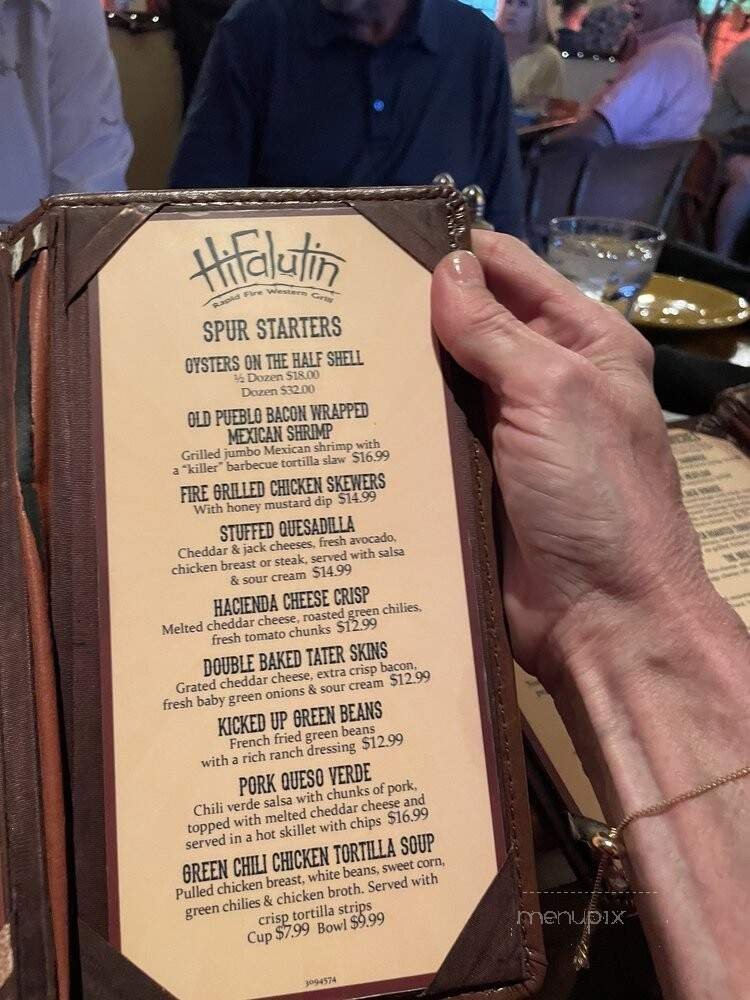 HiFalutin
Rapid Fire Western Grill
SPUR STARTERS
OYSTERS ON THE HALF SHELL
½ Dozen $18.00
Dozen $32.00
OLD PUEBLO BACON WRAPPED
MEXICAN SHRIMP
Grilled jumbo Mexican shrimp with
a "killer" barbecue tortilla slaw $16.99
FIRE GRILLED CHICKEN SKEWERS
With honey mustard dip $14.99
STUFFED QUESADILLA
Cheddar & jack cheeses, fresh avocado,
chicken breast or steak, served with salsa
& sour cream $14.99
HACIENDA CHEESE CRISP
Melted cheddar cheese, roasted green chilies,
fresh tomato chunks $12.99
DOUBLE BAKED TATER SKINS
Grated cheddar cheese, extra crisp bacon,
fresh baby green onions & sour cream $12.99
KICKED UP GREEN BEANS
French fried green beans
with a rich ranch dressing $12.99
PORK QUESO VERDE
Chili verde salsa with chunks of pork,
topped with melted cheddar cheese and
served in a hot skillet with chips $16.99
GREEN CHILI CHICKEN TORTILLA SOUP
Pulled chicken breast, white beans, sweet corn,
green chilies & chicken broth. Served with
crisp tortilla strips
Cup $7.99 Bowl $9.99
3094574
menupix